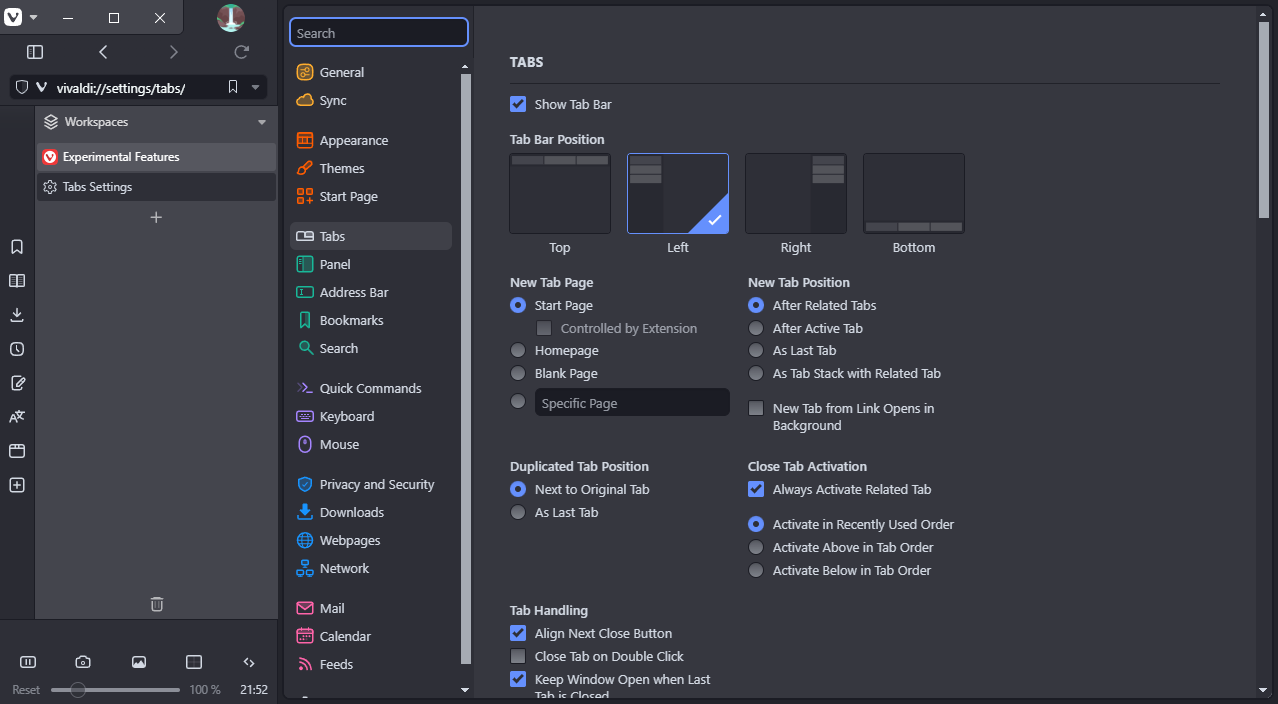 vivaldi://settings/tabs/
Workspaces
Experimental Features
Tabs Settings
Reset
100 %
21:52
Search
General
Sync
Appearance
Themes
Start Page
Tabs
Panel
Address Bar
Bookmarks
Search
Quick Commands
Keyboard
Mouse
Privacy and Security
Downloads
Webpages
Network
Mail
Calendar
Feeds
TABS
Show Tab Bar
Tab Bar Position
Top
Left
Right
Bottom
New Tab Page
Start Page
Controlled by Extension
Homepage
Blank Page
Specific Page
New Tab Position
After Related Tabs
After Active Tab
As Last Tab
As Tab Stack with Related Tab
New Tab from Link Opens in
Background
Duplicated Tab Position
Next to Original Tab
As Last Tab
Close Tab Activation
Always Activate Related Tab
Activate in Recently Used Order
Activate Above in Tab Order
Activate Below in Tab Order
Tab Handling
Align Next Close Button
Close Tab on Double Click
Keep Window Open when Last
Tab is Closed